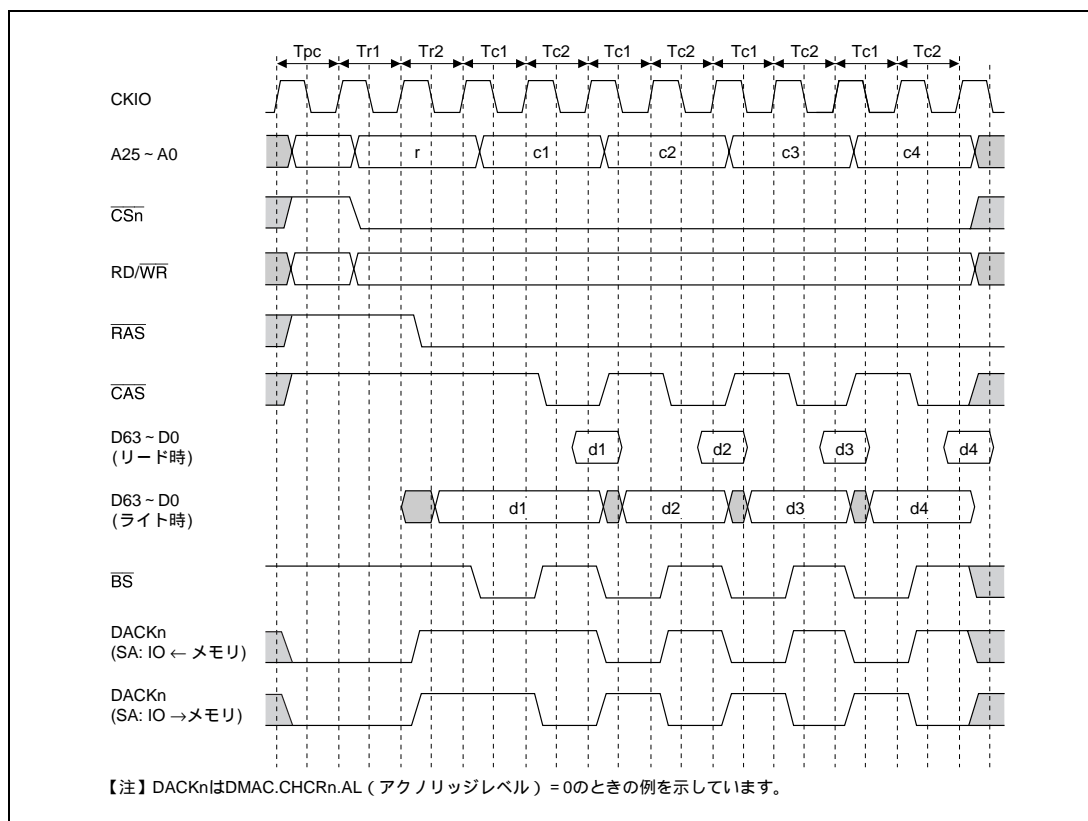 Tpc Tr1 Tr2 Tc1 Tc2 Tc1 Tc2 Tc1 Tc2 Tc1 Tc2
CKIO
A25 ~ A0 r c1 c2 c3 c4
CSn
RD/WR
RAS
CAS
D63 ~ D0
(リード時) d1 d2 d3 d4
D63 ~ D0
(ライト時) d1 d2 d3 d4
BS
DACKn
(SA: IO ← メモリ)
DACKn
(SA: IO →メモリ)
【注】DACKnはDMAC.CHCRn.AL(アクノリッジレベル)= 0のときの例を示しています。